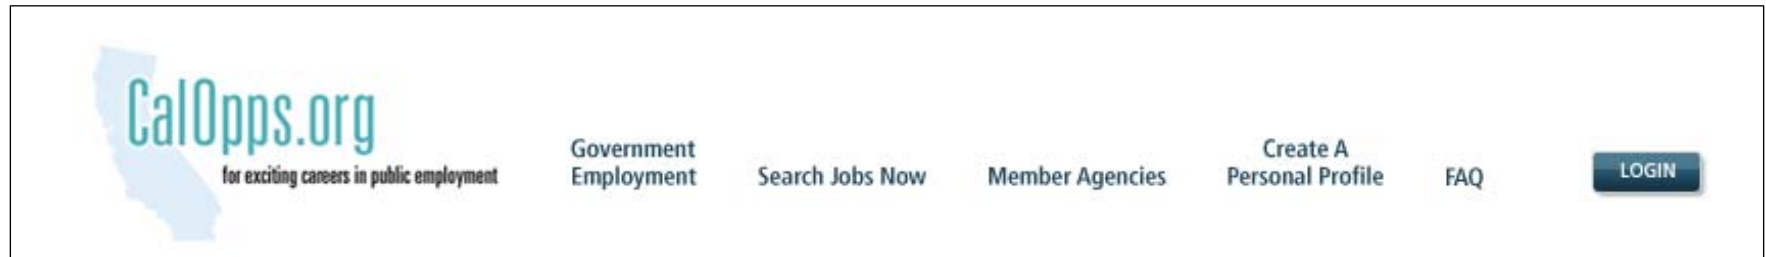 CalOpps.org
for exciting careers in public employment
Government
Employment
Search Jobs Now
Member Agencies
Create A
Personal Profile
FAQ
LOGIN